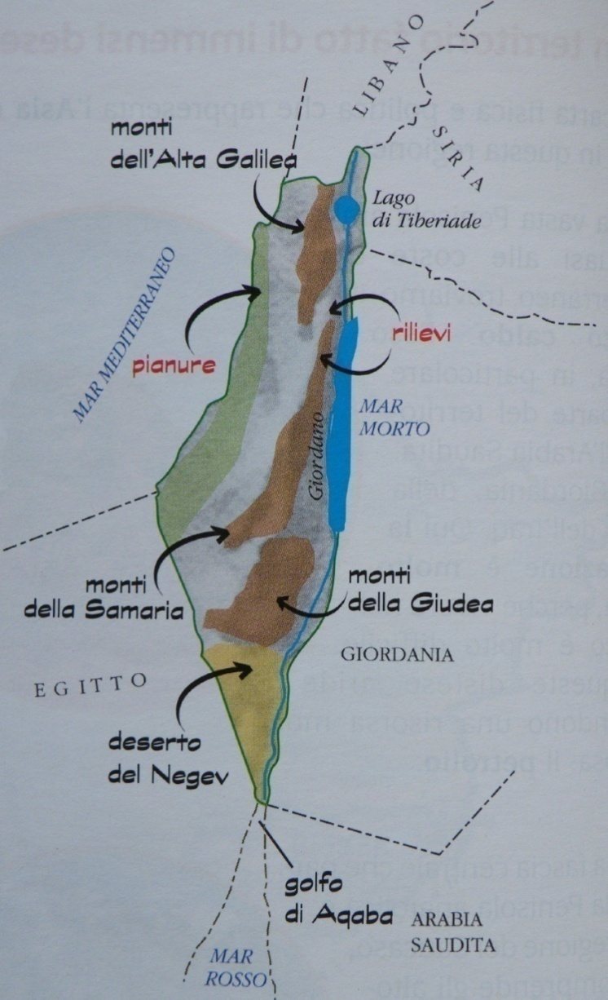 LIBANO
SIRIA
monti
dell'Alta Galilea
Lago
di Tiberiade
MAR MEDITERRANEO
pianure
rilievi
MAR
MORTO
Giordano
monti
della Samaria
monti
della Giudea
GIORDANIA
EGITTO
deserto
del Negev
golfo
di Aqaba
ARABIA
SAUDITA
MAR
ROSSO